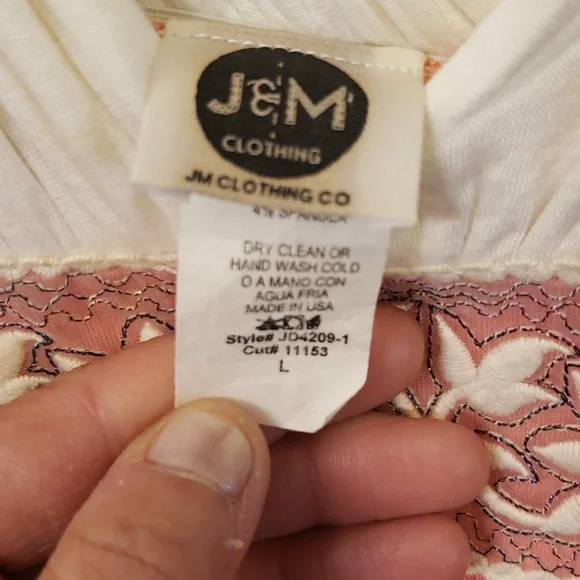 J&M
CLOTHING
JM CLOTHING CO
4% SPANDEX
DRY CLEAN OR
HAND WASH COLD
O A MANO CON
AGUA FRIA
MADE IN USA
Style# JD4209-1
Cut# 11153
L